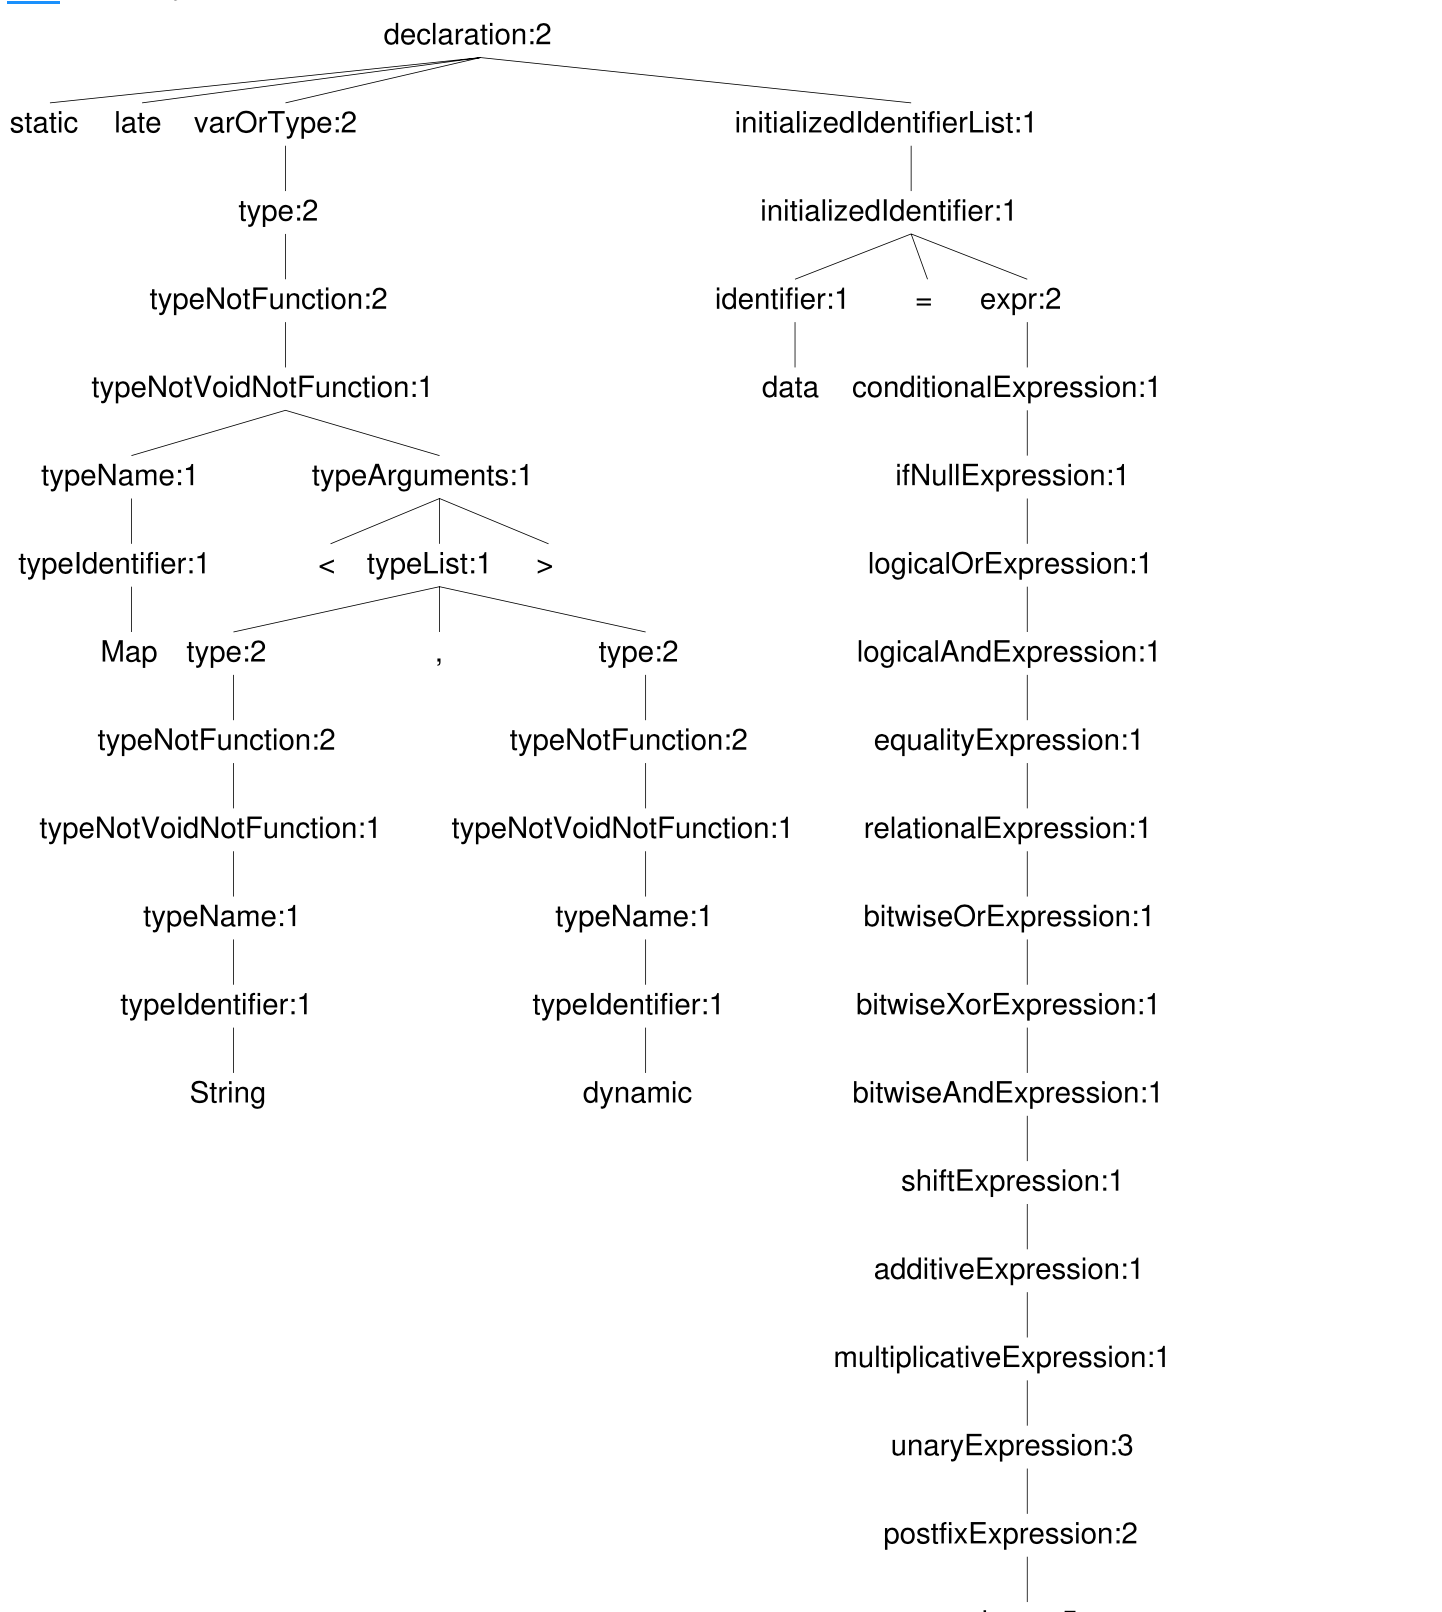 declaration:2
static late varOrType:2 initializedIdentifierList:1
type:2 initializedIdentifier:1
typeNotFunction:2 identifier:1 = expr:2
typeNotVoidNotFunction:1 data conditionalExpression:1
typeName:1 typeArguments:1 ifNullExpression:1
typeIdentifier:1 < typeList:1 > logicalOrExpression:1
Map type:2 , type:2 logicalAndExpression:1
typeNotFunction:2 typeNotFunction:2 equalityExpression:1
typeNotVoidNotFunction:1 typeNotVoidNotFunction:1 relationalExpression:1
typeName:1 typeName:1 bitwiseOrExpression:1
typeIdentifier:1 typeIdentifier:1 bitwiseXorExpression:1
String dynamic bitwiseAndExpression:1
shiftExpression:1
additiveExpression:1
multiplicativeExpression:1
unaryExpression:3
postfixExpression:2